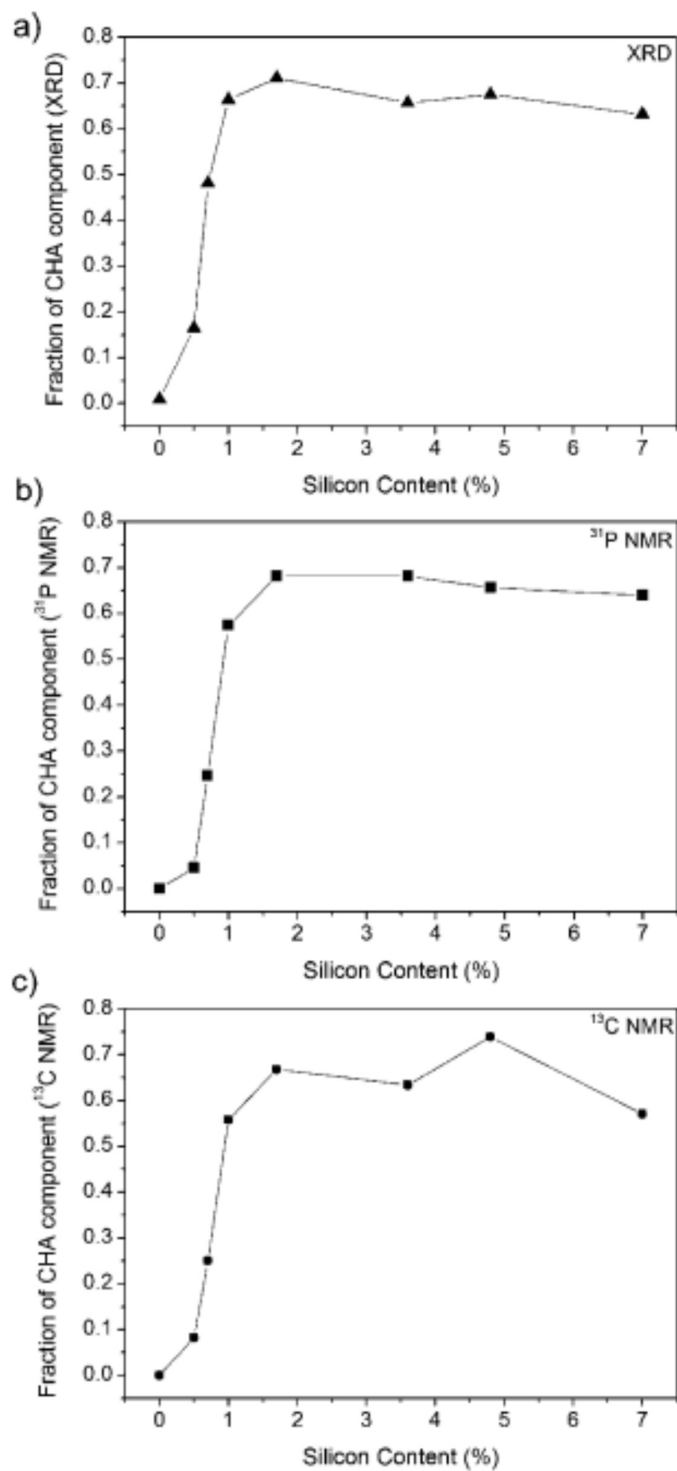 a)
XRD
Fraction of CHA component (XRD)
0.8
0.7
0.6
0.5
0.4
0.3
0.2
0.1
0.0
0 1 2 3 4 5 6 7
Silicon Content (%)
b)
³¹P NMR
Fraction of CHA component (³¹P NMR)
0.8
0.7
0.6
0.5
0.4
0.3
0.2
0.1
0.0
0 1 2 3 4 5 6 7
Silicon Content (%)
c)
¹³C NMR
Fraction of CHA component (¹³C NMR)
0.8
0.7
0.6
0.5
0.4
0.3
0.2
0.1
0.0
0 1 2 3 4 5 6 7
Silicon Content (%)